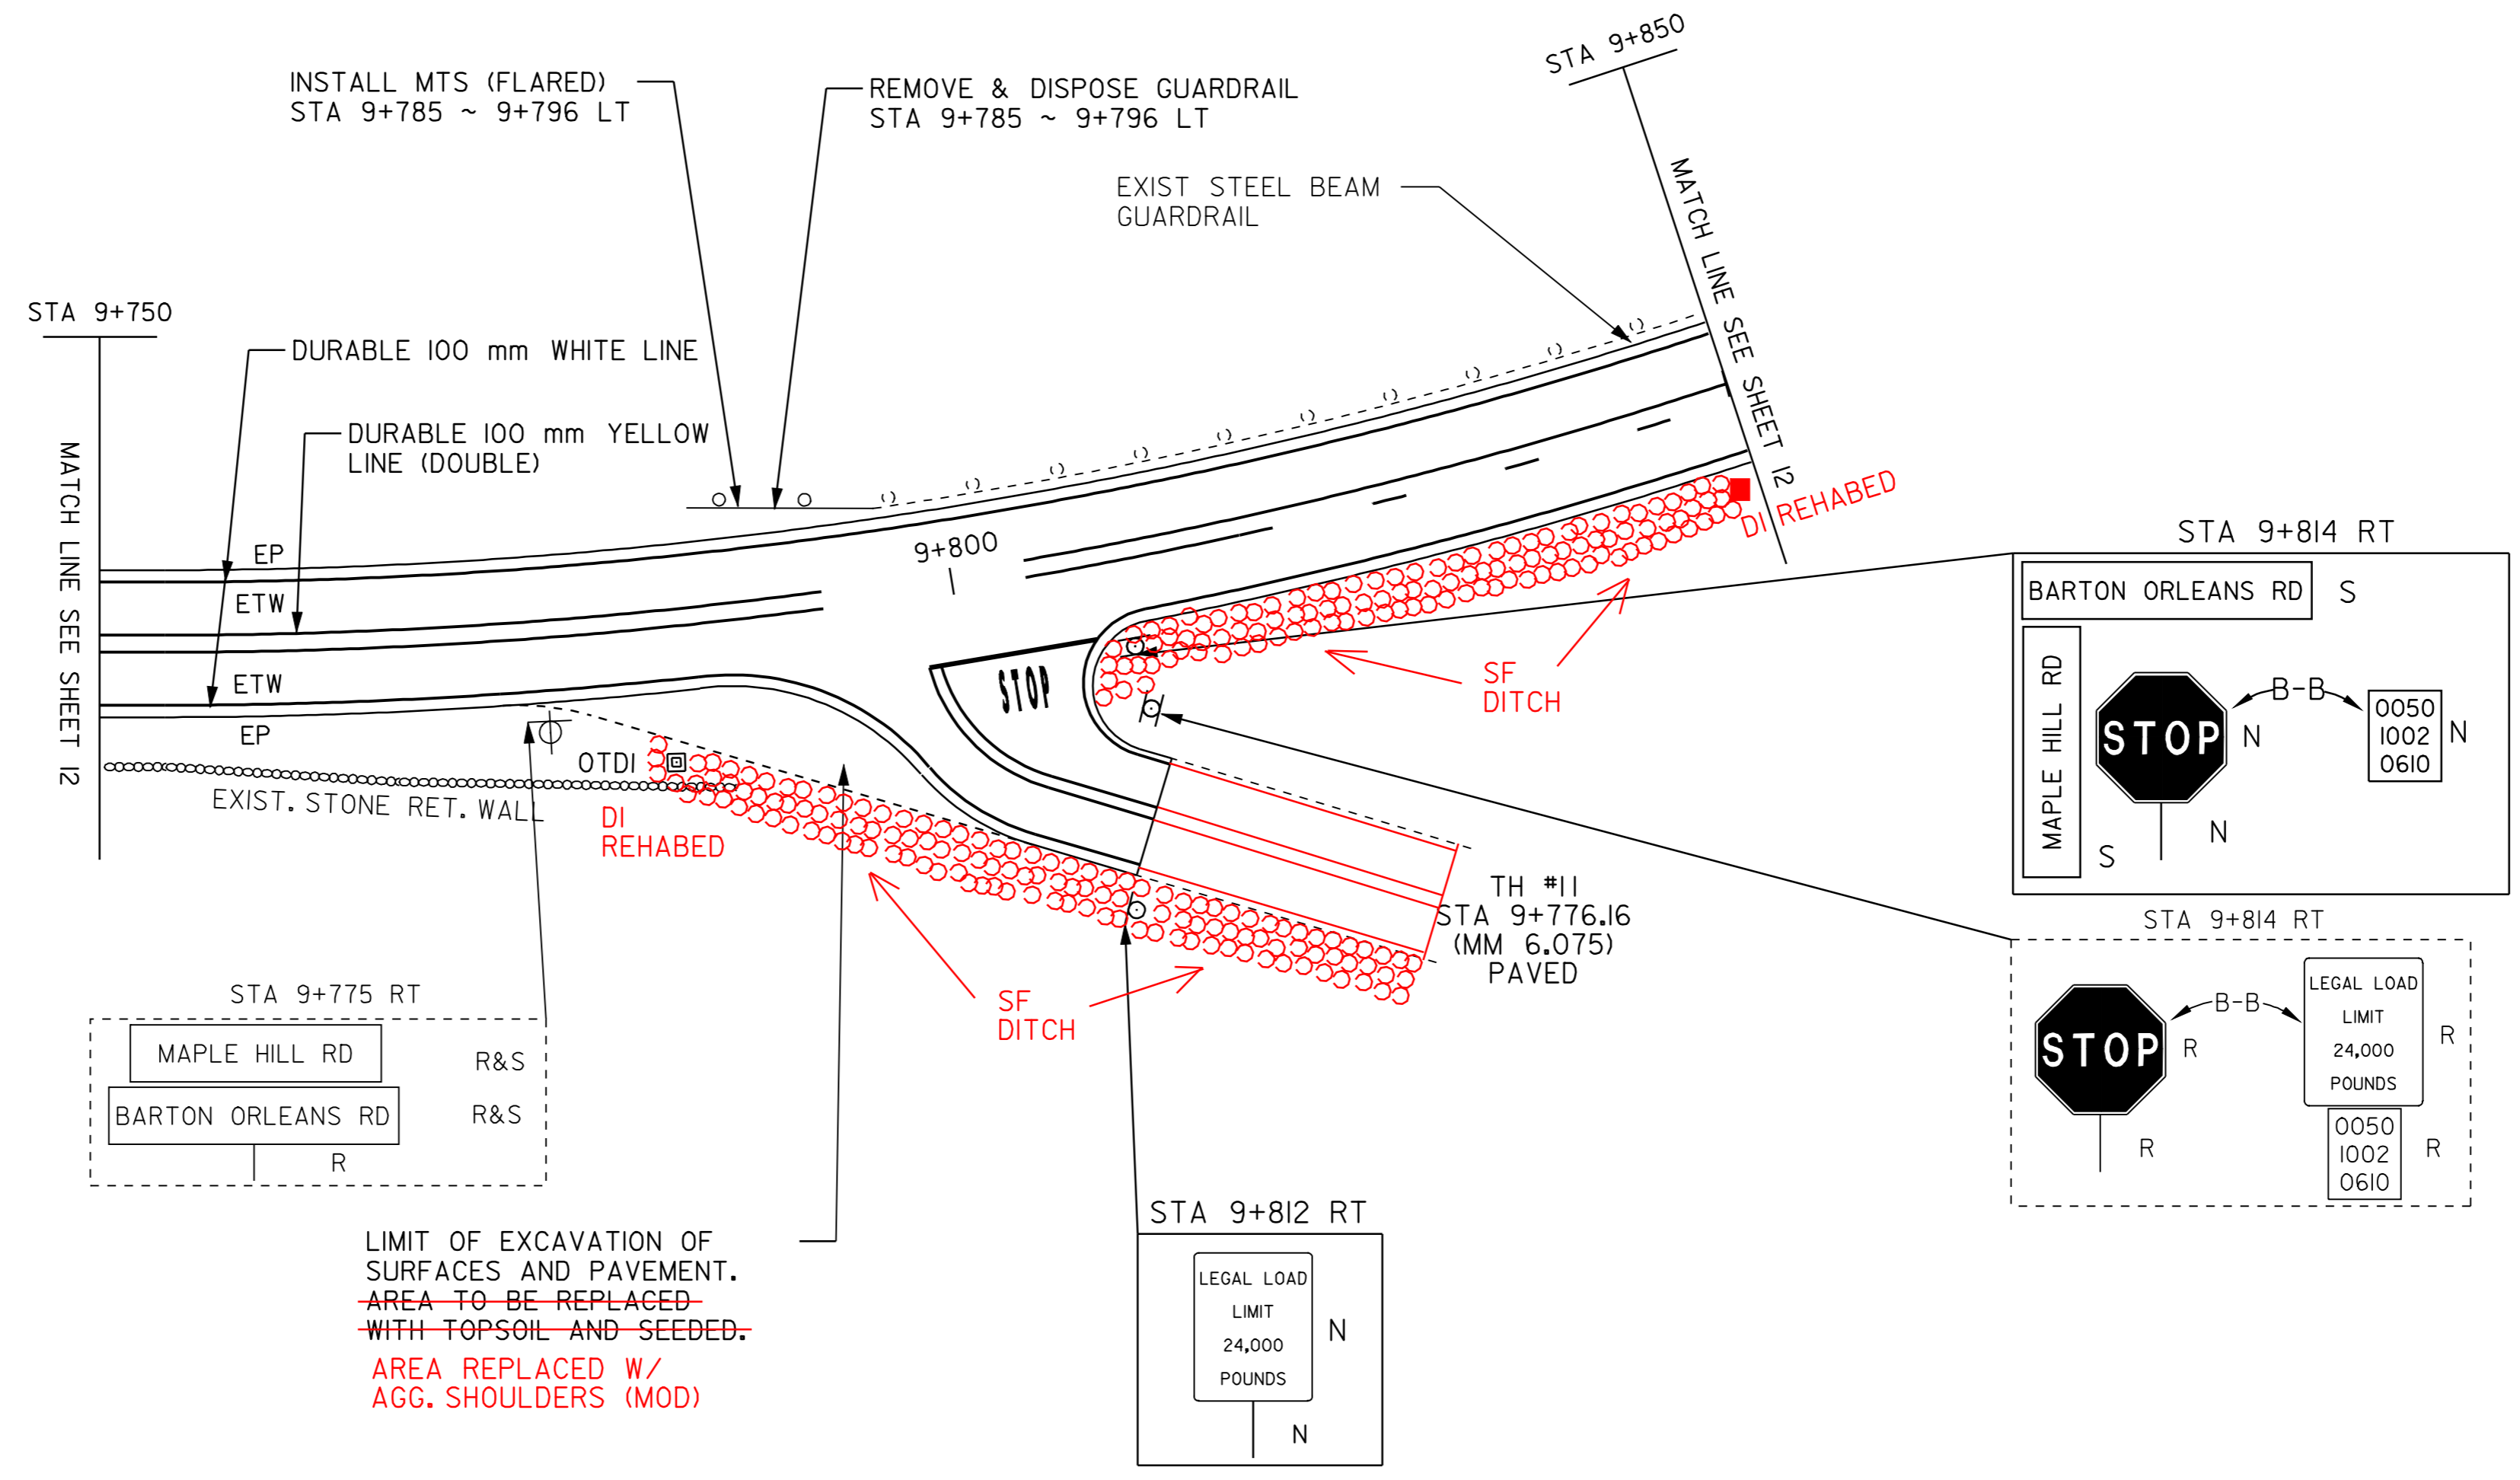 STA 9+850
INSTALL MTS (FLARED)
STA 9+785 ~ 9+796 LT
REMOVE & DISPOSE GUARDRAIL
STA 9+785 ~ 9+796 LT
EXIST STEEL BEAM
GUARDRAIL
MATCH LINE SEE SHEET 12
STA 9+750
DURABLE 100 mm WHITE LINE
DURABLE 100 mm YELLOW
LINE (DOUBLE)
MATCH LINE SEE SHEET 12
EP
ETW
ETW
EP
9+800
STOP
DI REHABED
SF
DITCH
OTDI
EXIST. STONE RET. WALL
DI
REHABED
SF
DITCH
TH #11
STA 9+776.16
(MM 6.075)
PAVED
STA 9+814 RT
BARTON ORLEANS RD S
MAPLE HILL RD
S
STOP
N
B-B
0050
1002
0610
N
N
STA 9+814 RT
STOP
R
B-B
LEGAL LOAD
LIMIT
24,000
POUNDS
R
0050
1002
0610
R
R
STA 9+775 RT
MAPLE HILL RD R&S
BARTON ORLEANS RD R&S
R
LIMIT OF EXCAVATION OF
SURFACES AND PAVEMENT.
AREA TO BE REPLACED
WITH TOPSOIL AND SEEDED.
AREA REPLACED W/
AGG. SHOULDERS (MOD)
STA 9+812 RT
LEGAL LOAD
LIMIT
24,000
POUNDS
N
N